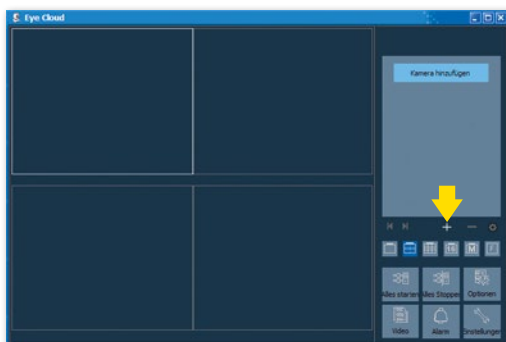 Eye Cloud
Kamera hinzufügen
Alles starten
Alles Stoppen
Optionen
Video
Alarm
Einstellungen